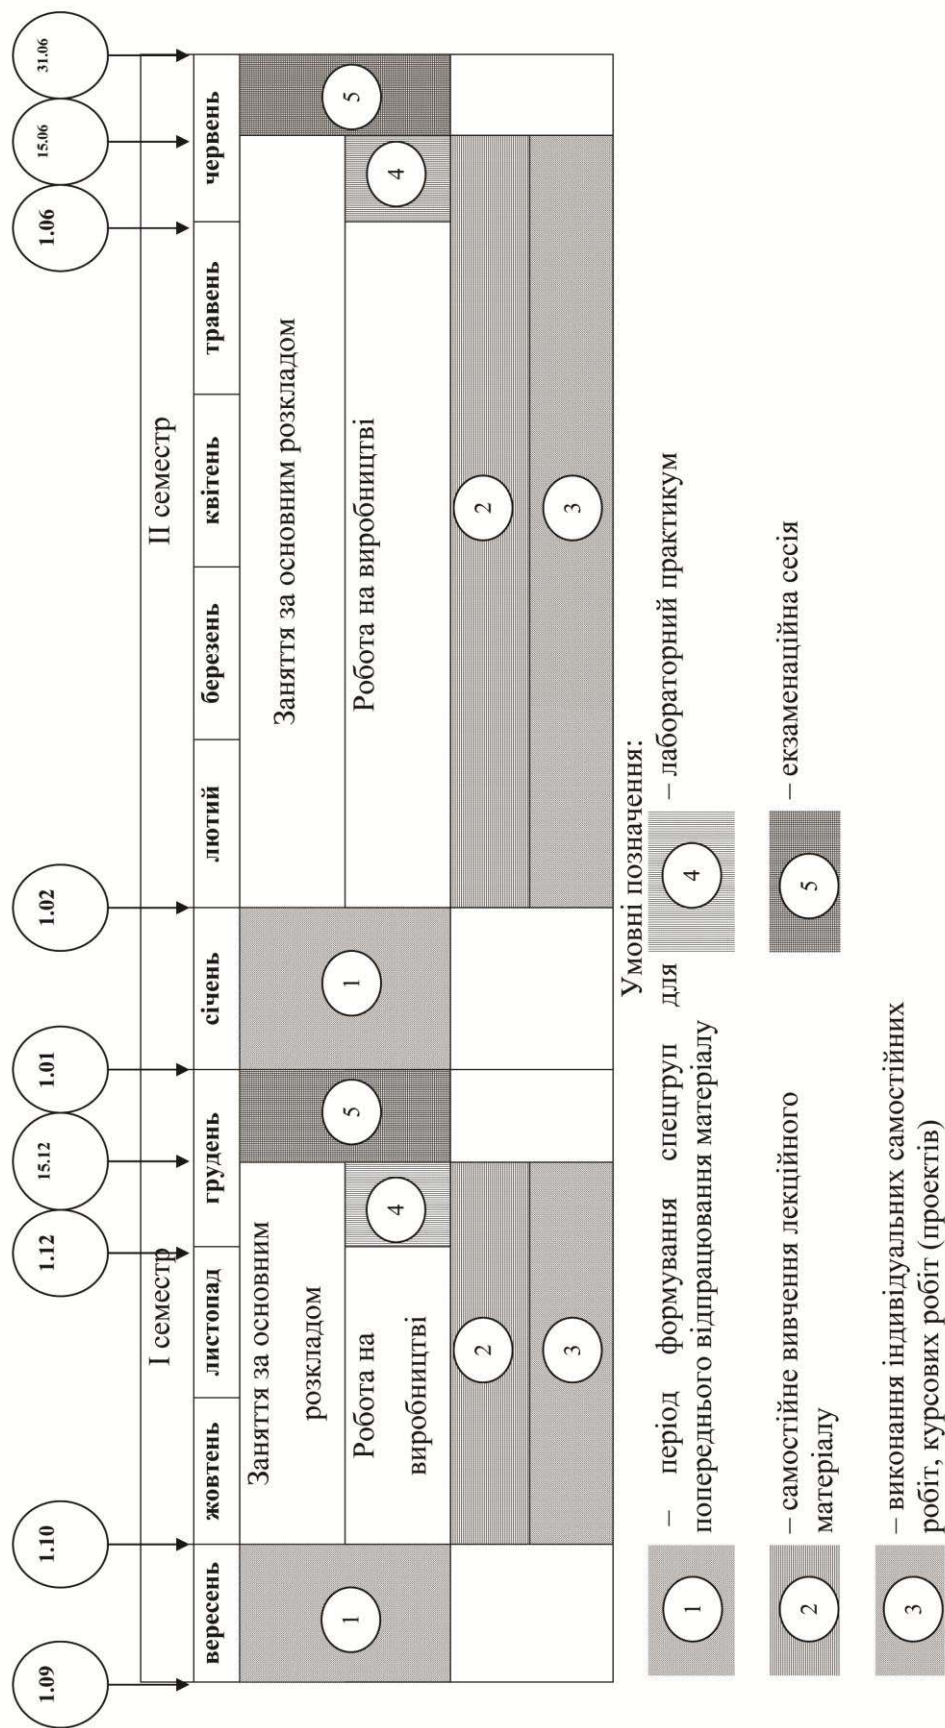 1.09
1.10
1.12
15.12
1.01
1.02
1.06
15.06
31.06
І семестр
ІІ семестр
вересень
жовтень
листопад
грудень
січень
лютий
березень
квітень
травень
червень
1
Заняття за основним
розкладом
5
1
Заняття за основним розкладом
5
Робота на
виробництві
4
Робота на виробництві
4
2
2
3
3
Умовні позначення:
1
– період формування спецгруп для
попереднього відпрацювання матеріалу
4
– лабораторний практикум
2
– самостійне вивчення лекційного
матеріалу
5
– екзаменаційна сесія
3
– виконання індивідуальних самостійних
робіт, курсових робіт (проектів)